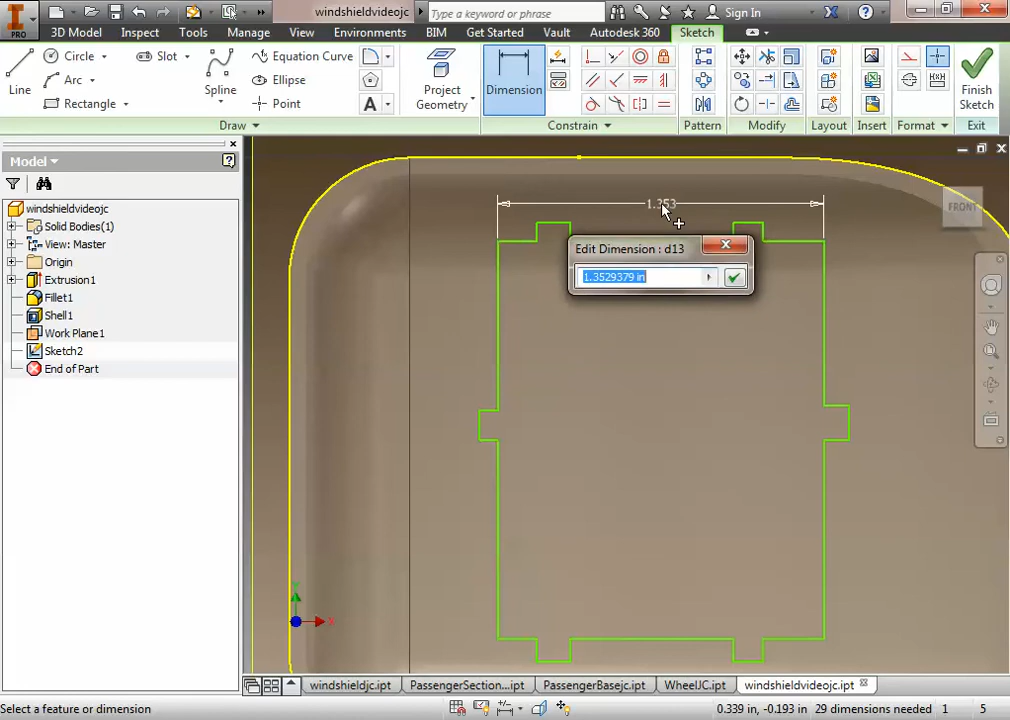 windshieldvideojc
Type a keyword or phrase
Sign In
PRO
3D Model
Inspect
Tools
Manage
View
Environments
BIM
Get Started
Vault
Autodesk 360
Sketch
Line
Circle
Arc
Rectangle
Slot
Spline
Equation Curve
Ellipse
Point
A
Project Geometry
Dimension
Finish Sketch
Draw
Constrain
Pattern
Modify
Layout
Insert
Format
Exit
Model
windshieldvideojc
Solid Bodies(1)
View: Master
Origin
Extrusion1
Fillet1
Shell1
Work Plane1
Sketch2
End of Part
1.353
Edit Dimension : d13
1.3529379 in
FRONT
Y
X
windshieldjc.ipt
PassengerSection...ipt
PassengerBasejc.ipt
WheelJC.ipt
windshieldvideojc.ipt
Select a feature or dimension
0.339 in, -0.193 in
29 dimensions needed
1
5